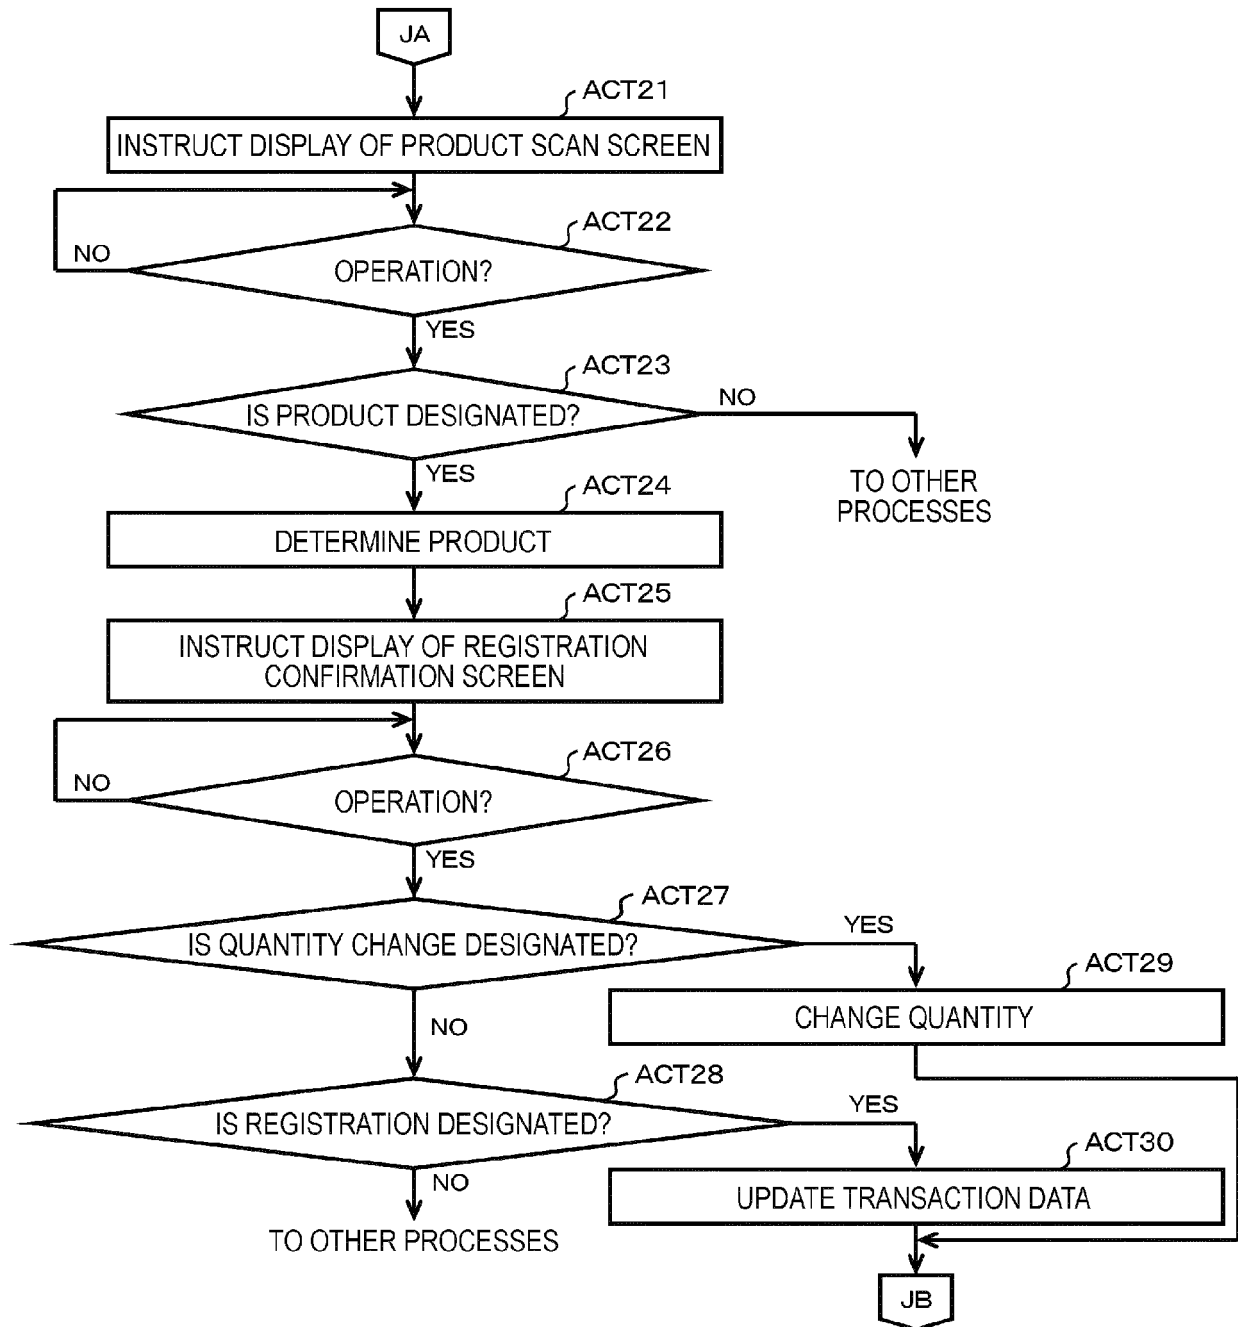 JA
ACT21
INSTRUCT DISPLAY OF PRODUCT SCAN SCREEN
ACT22
NO
OPERATION?
YES
ACT23
NO
IS PRODUCT DESIGNATED?
YES
TO OTHER
PROCESSES
ACT24
DETERMINE PRODUCT
ACT25
INSTRUCT DISPLAY OF REGISTRATION
CONFIRMATION SCREEN
ACT26
NO
OPERATION?
YES
ACT27
YES
IS QUANTITY CHANGE DESIGNATED?
ACT29
CHANGE QUANTITY
NO
ACT28
YES
IS REGISTRATION DESIGNATED?
ACT30
NO
UPDATE TRANSACTION DATA
TO OTHER PROCESSES
JB